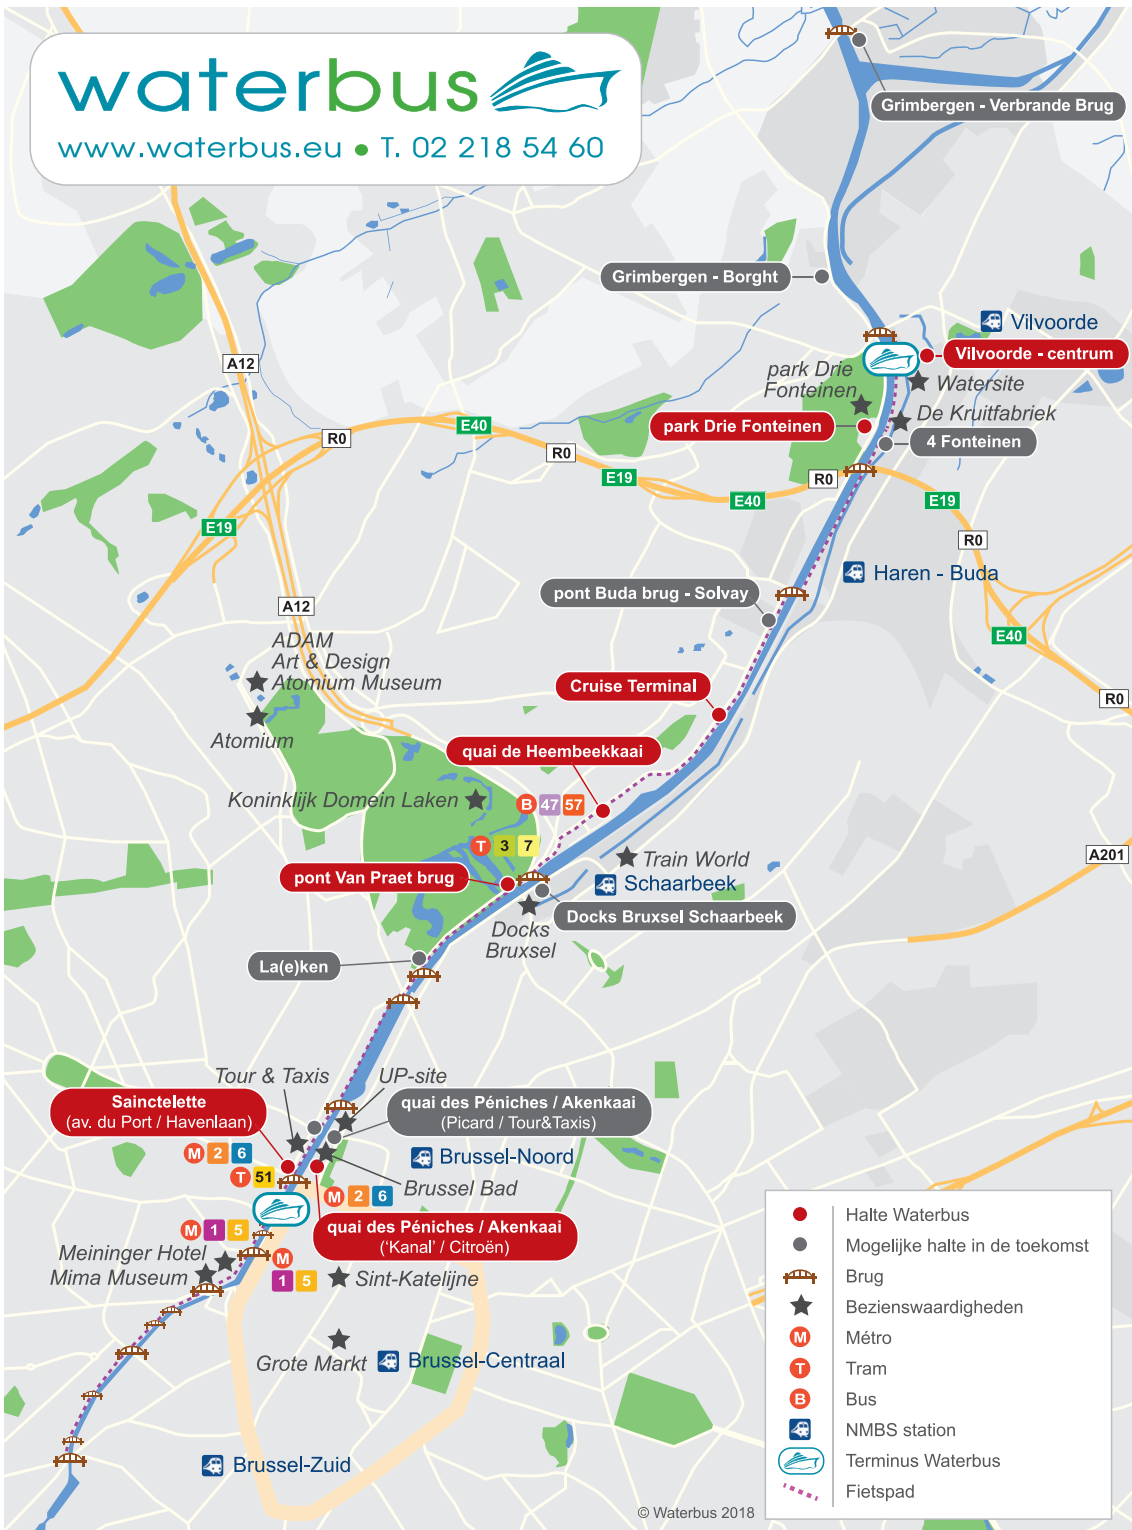 waterbus
www.waterbus.eu • T. 02 218 54 60
Grimbergen - Verbrande Brug
Grimbergen - Borght
Vilvoorde
Vilvoorde - centrum
A12
park Drie
Fonteinen
Watersite
De Kruitfabriek
park Drie Fonteinen
4 Fonteinen
R0
E40
R0
E19
R0
E40
E19
E19
R0
Haren - Buda
pont Buda brug - Solvay
A12
E40
ADAM
Art & Design
Atomium Museum
Cruise Terminal
R0
Atomium
quai de Heembeekkaai
Koninklijk Domein Laken
B 47 57
T 3 7
Train World
A201
pont Van Praet brug
Schaarbeek
Docks Bruxsel Schaarbeek
Docks
Bruxsel
La(e)ken
Tour & Taxis
UP-site
Sainctelette
(av. du Port / Havenlaan)
quai des Péniches / Akenkaai
(Picard / Tour&Taxis)
M 2 6
Brussel-Noord
T 51
Brussel Bad
M 2 6
M 1 5
quai des Péniches / Akenkaai
(‘Kanal’ / Citroën)
Meininger Hotel
Mima Museum
M
1 5
Sint-Katelijne
Grote Markt
Brussel-Centraal
Brussel-Zuid
Halte Waterbus
Mogelijke halte in de toekomst
Brug
Bezienswaardigheden
M Métro
T Tram
B Bus
NMBS station
Terminus Waterbus
Fietspad
© Waterbus 2018